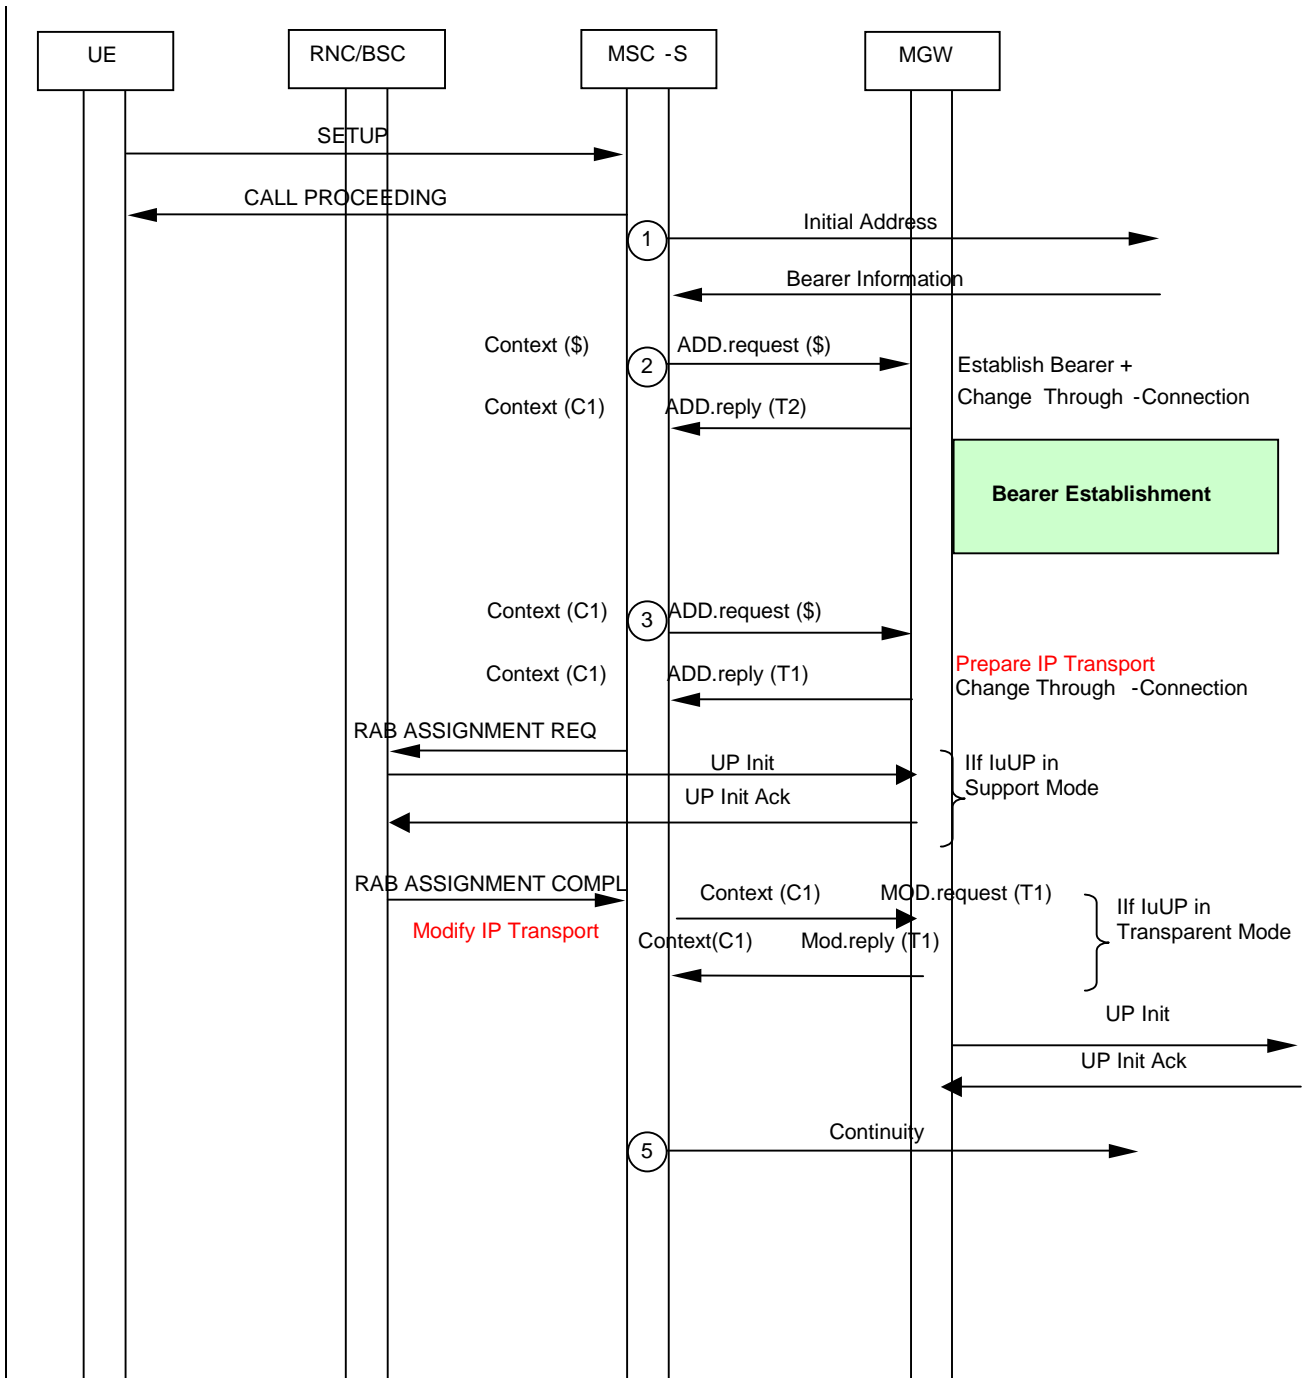 UE
RNC/BSC
MSC -S
MGW
SETUP
CALL PROCEEDING
1
Initial Address
Bearer Information
Context ($)
2
ADD.request ($)
Establish Bearer +
Change Through -Connection
Context (C1)
ADD.reply (T2)
Bearer Establishment
Context (C1)
3
ADD.request ($)
Context (C1)
ADD.reply (T1)
Prepare IP Transport
Change Through -Connection
RAB ASSIGNMENT REQ
UP Init
IIf IuUP in
Support Mode
UP Init Ack
RAB ASSIGNMENT COMPL
Context (C1)
MOD.request (T1)
IIf IuUP in
Transparent Mode
Modify IP Transport
Context(C1)
Mod.reply (T1)
UP Init
UP Init Ack
5
Continuity